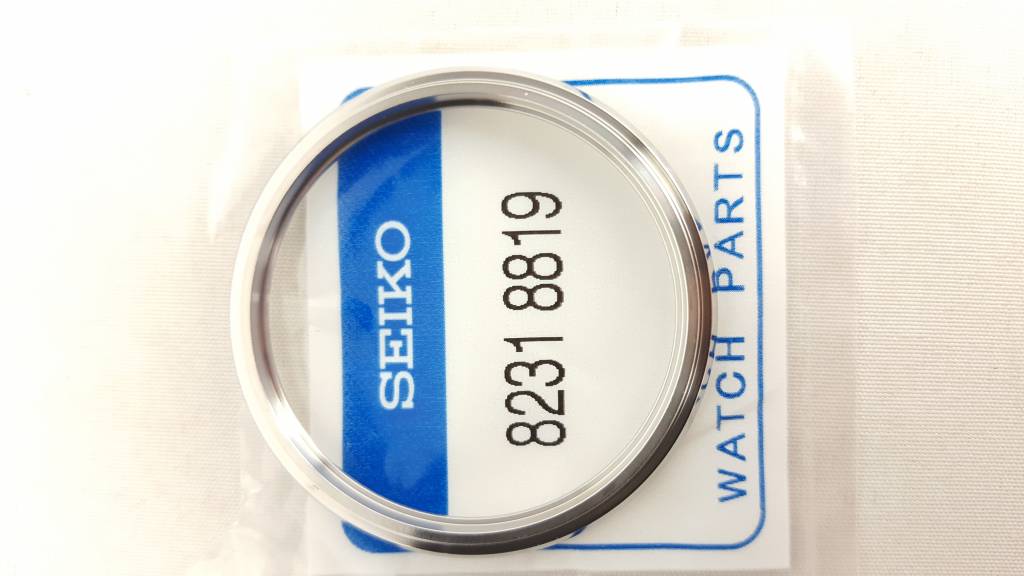 SEIKO
8231 8819
WATCH PARTS